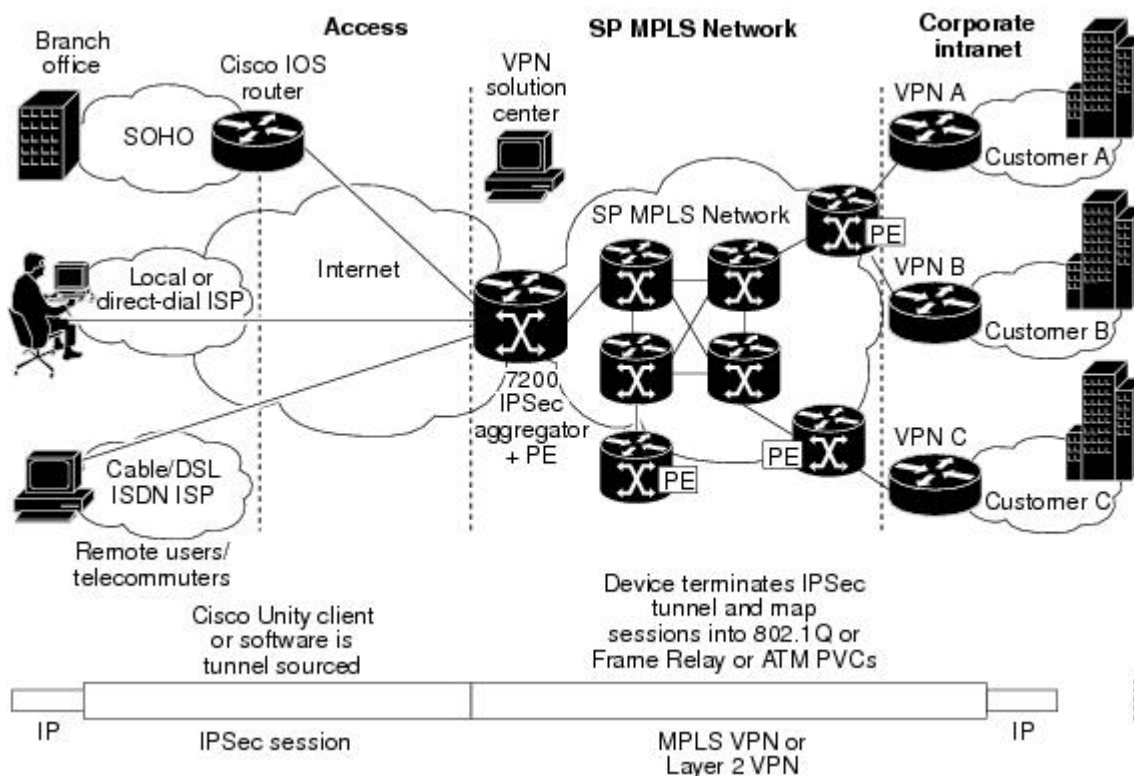 Access
SP MPLS Network
Corporate
intranet
Branch
office
Cisco IOS
router
VPN
solution
center
VPN A
SOHO
Customer A
SP MPLS Network
PE
Local or
direct-dial ISP
Internet
VPN B
Customer B
7200
IPSec
aggregator
+ PE
PE
PE
VPN C
Cable/DSL
ISDN ISP
Customer C
Remote users/
telecommuters
Cisco Unity client
or software is
tunnel sourced
Device terminates IPSec
tunnel and map
sessions into 802.1Q or
Frame Relay or ATM PVCs
IP
IPSec session
MPLS VPN or
Layer 2 VPN
IP